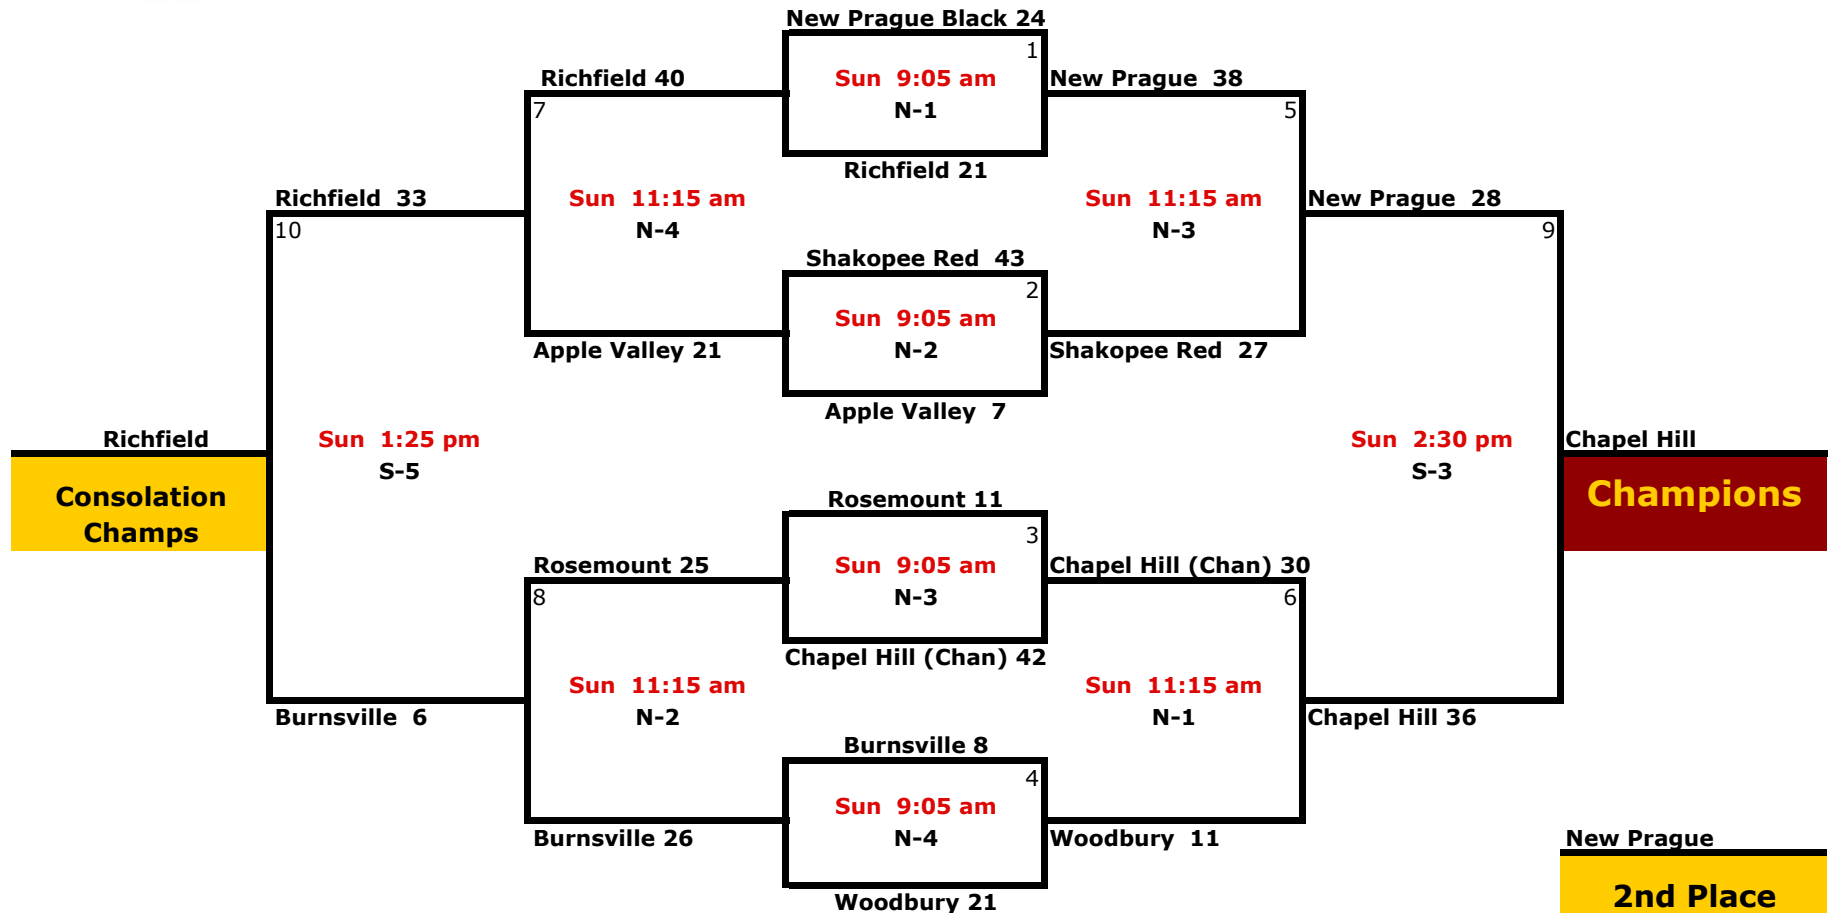 New Prague Black 24
1
Richfield 40
Sun 9:05 am
New Prague 38
7
N-1
5
Richfield 21
Richfield 33
Sun 11:15 am
Sun 11:15 am
New Prague 28
10
N-4
N-3
9
Shakopee Red 43
2
Sun 9:05 am
Apple Valley 21
N-2
Shakopee Red 27
Apple Valley 7
Richfield
Sun 1:25 pm
Sun 2:30 pm
Chapel Hill
S-5
S-3
Consolation
Champs
Rosemount 11
Champions
3
Rosemount 25
Sun 9:05 am
Chapel Hill (Chan) 30
8
N-3
6
Chapel Hill (Chan) 42
Sun 11:15 am
Sun 11:15 am
Burnsville 6
N-2
N-1
Chapel Hill 36
Burnsville 8
4
Sun 9:05 am
Burnsville 26
N-4
Woodbury 11
New Prague
Woodbury 21
2nd Place